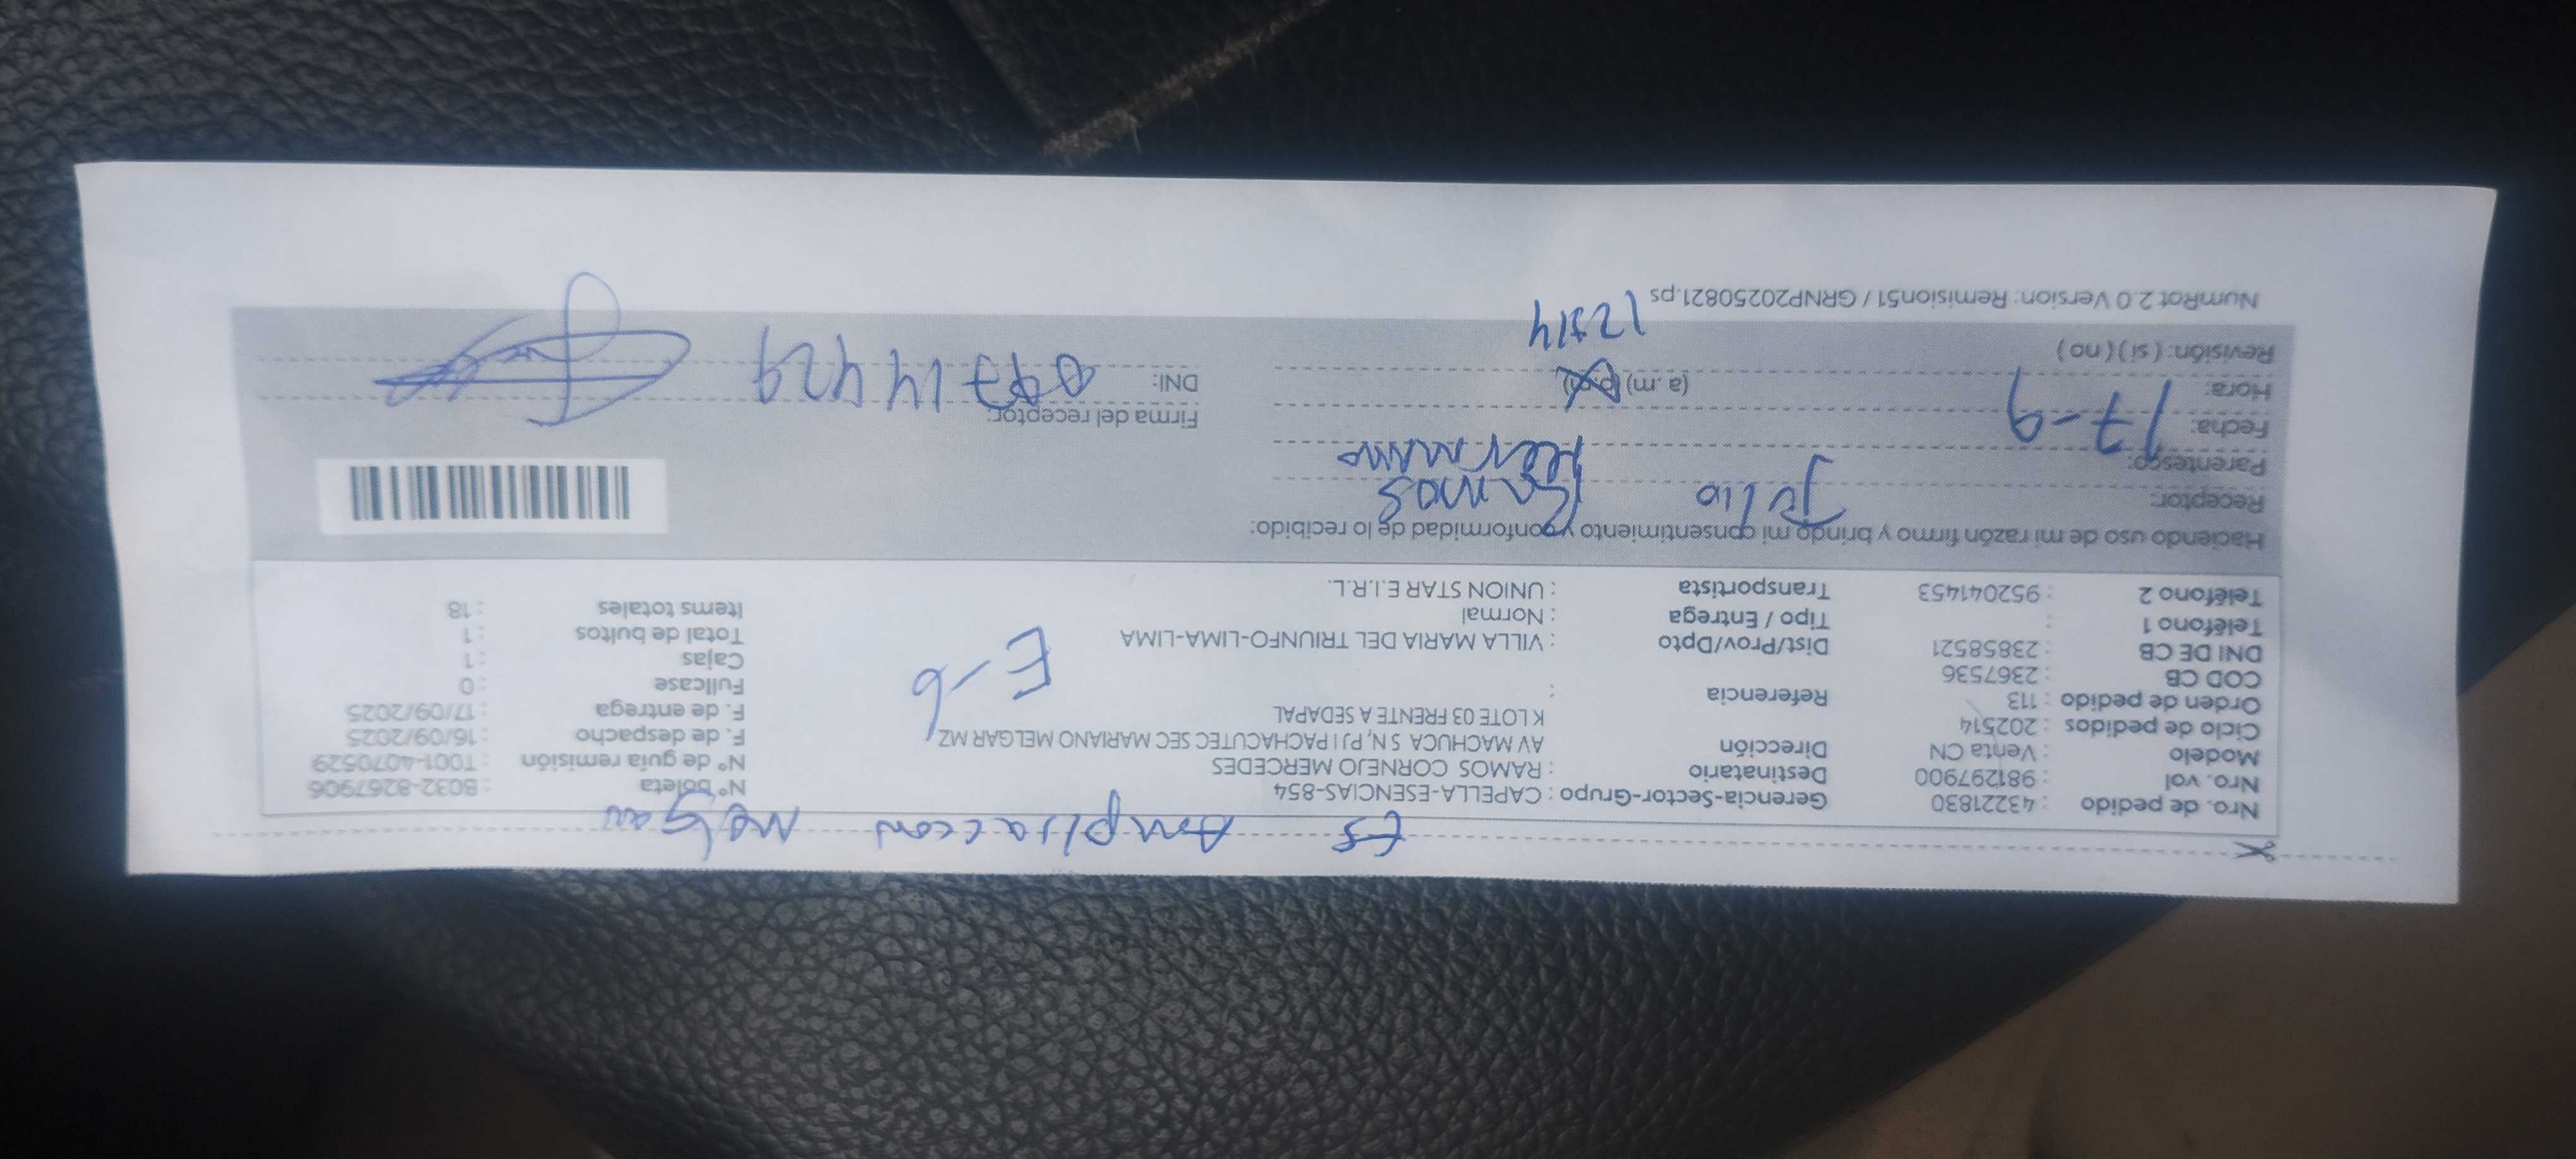 Es Ampliaccon Melgar
Nro. de pedido : 43221830 Gerencia-Sector-Grupo : CAPELLA-ESENCIAS-854 N° boleta : B032-8267906
Nro. vol : 981297900 Destinatario : RAMOS CORNEJO MERCEDES N° de guía remisión : T001-4070529
Modelo : Venta CN Dirección AV MACHUCA S N, PJ I PACHACUTEC SEC MARIANO MELGAR MZ F. de despacho : 16/09/2025
Ciclo de pedidos : 202514 K LOTE 03 FRENTE A SEDAPAL F. de entrega : 17/09/2025
Orden de pedido : 113 Referencia : E-6 Fullcase : 0
COD CB : 2367536 Cajas : 1
DNI DE CB : 23858521 Dist/Prov/Dpto : VILLA MARIA DEL TRIUNFO-LIMA-LIMA Total de bultos : 1
Teléfono 1 : Tipo / Entrega : Normal Items totales : 18
Teléfono 2 : 952041453 Transportista : UNION STAR E.I.R.L.
Haciendo uso de mi razón firmo y brindo mi consentimiento y conformidad de lo recibido:
Receptor: Julio Ramos
Parentesco: Hermano
Fecha: 17-9 Firma del receptor:
Hora: (a.m) (p.m) DNI: 09714429
Revisión: ( si ) ( no ) 12:14
NumRot 2.0 Version: Remision51 / GRNP20250821.ps